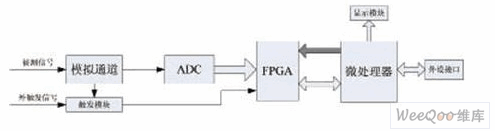 显示模块
被测信号
模拟通道
ADC
FPGA
微处理器
外设接口
外触发信号
触发模块
WeeQoo维库